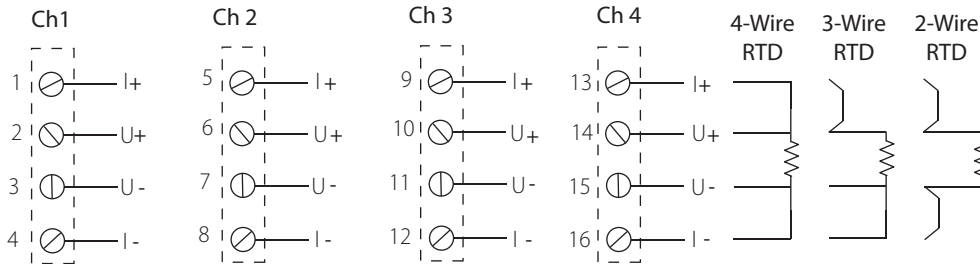 Ch1 Ch 2 Ch 3 Ch 4 4-Wire RTD 3-Wire RTD 2-Wire RTD
1 I+ 5 I+ 9 I+ 13 I+
2 U+ 6 U+ 10 U+ 14 U+
3 U- 7 U- 11 U- 15 U-
4 I- 8 I- 12 I- 16 I-